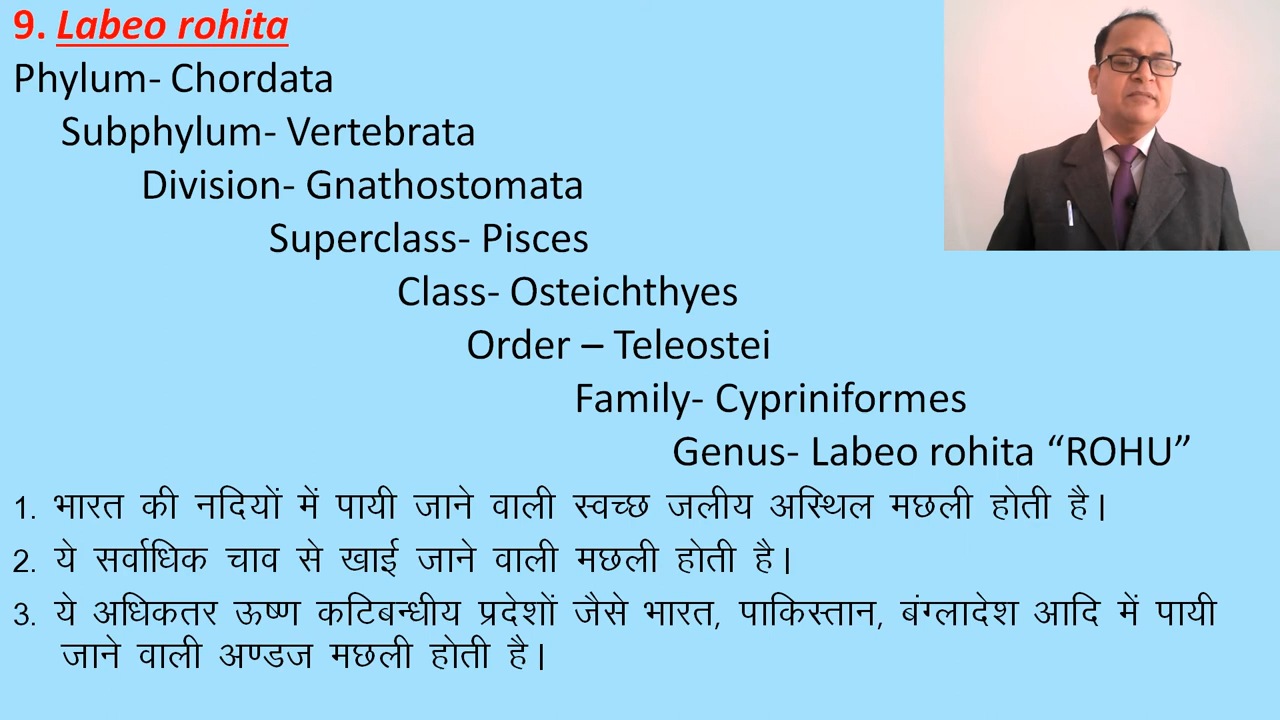 9. Labeo rohita
Phylum- Chordata
Subphylum- Vertebrata
Division- Gnathostomata
Superclass- Pisces
Class- Osteichthyes
Order – Teleostei
Family- Cypriniformes
Genus- Labeo rohita “ROHU”
1. भारत की नदियों में पायी जाने वाली स्वच्छ जलीय अस्थिल मछली होती है।
2. ये सर्वाधिक चाव से खाई जाने वाली मछली होती है।
3. ये अधिकतर ऊष्ण कटिबन्धीय प्रदेशों जैसे भारत, पाकिस्तान, बंग्लादेश आदि में पायी
जाने वाली अण्डज मछली होती है।